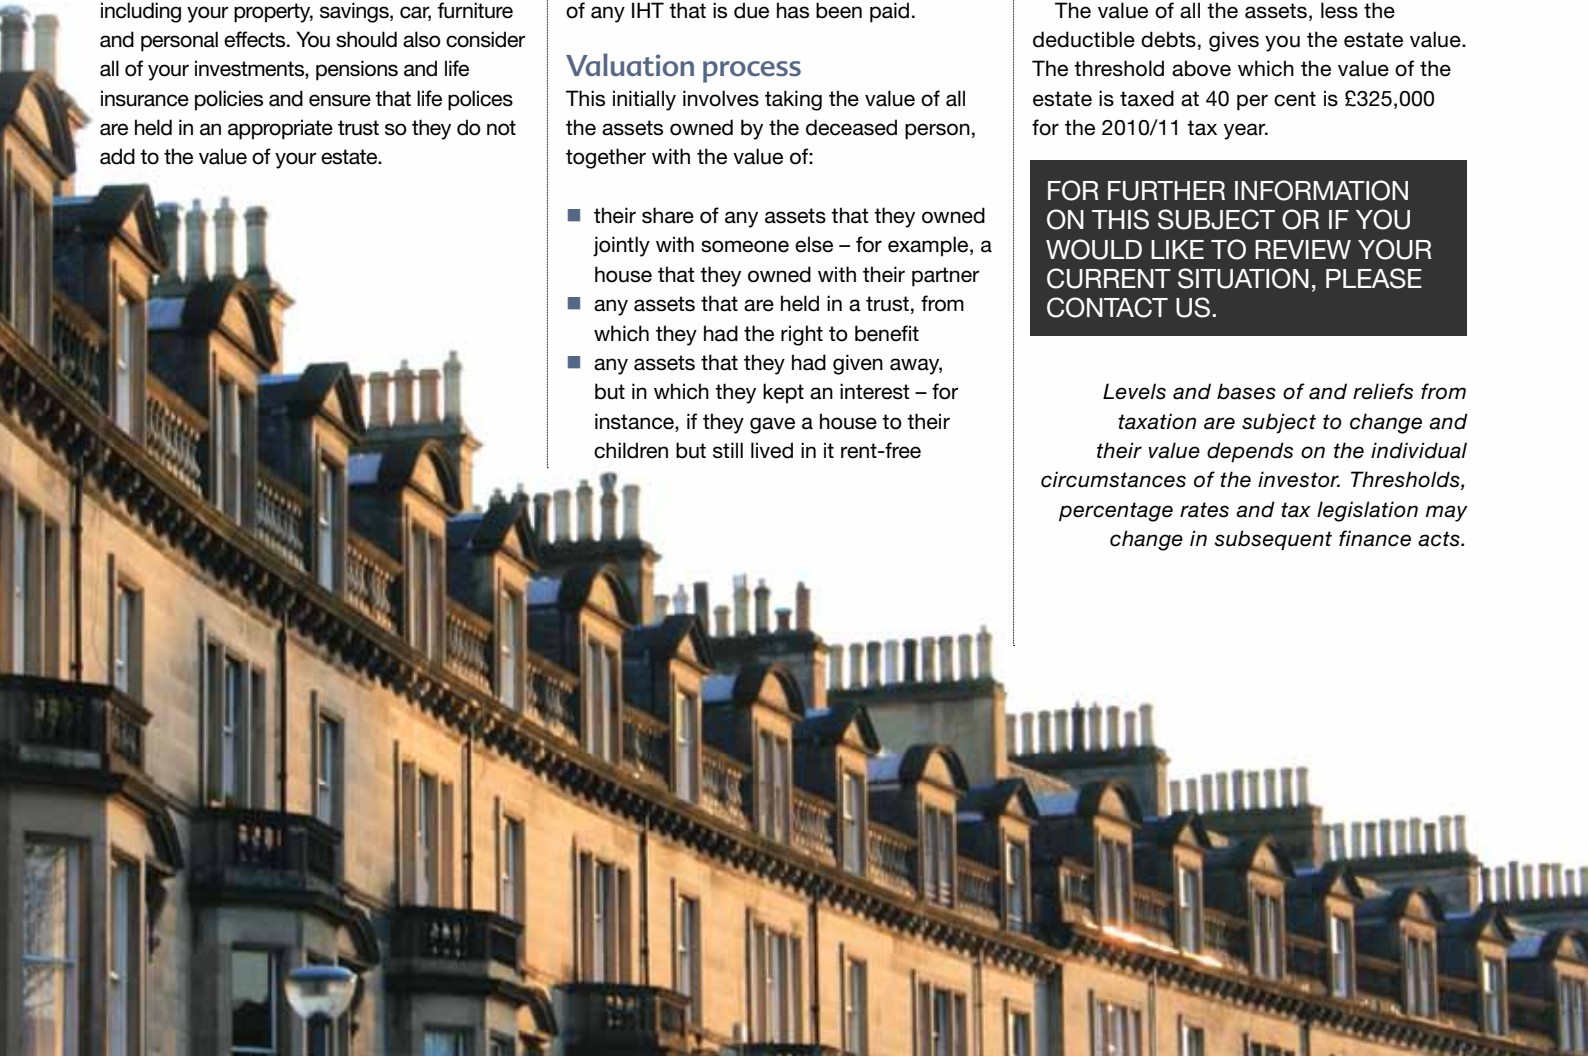 including your property, savings, car, furniture
and personal effects. You should also consider
all of your investments, pensions and life
insurance policies and ensure that life polices
are held in an appropriate trust so they do not
add to the value of your estate.
of any IHT that is due has been paid.
Valuation process
This initially involves taking the value of all
the assets owned by the deceased person,
together with the value of:
■ their share of any assets that they owned
jointly with someone else – for example, a
house that they owned with their partner
■ any assets that are held in a trust, from
which they had the right to benefit
■ any assets that they had given away,
but in which they kept an interest – for
instance, if they gave a house to their
children but still lived in it rent-free
The value of all the assets, less the
deductible debts, gives you the estate value.
The threshold above which the value of the
estate is taxed at 40 per cent is £325,000
for the 2010/11 tax year.
FOR FURTHER INFORMATION
ON THIS SUBJECT OR IF YOU
WOULD LIKE TO REVIEW YOUR
CURRENT SITUATION, PLEASE
CONTACT US.
Levels and bases of and reliefs from
taxation are subject to change and
their value depends on the individual
circumstances of the investor. Thresholds,
percentage rates and tax legislation may
change in subsequent finance acts.